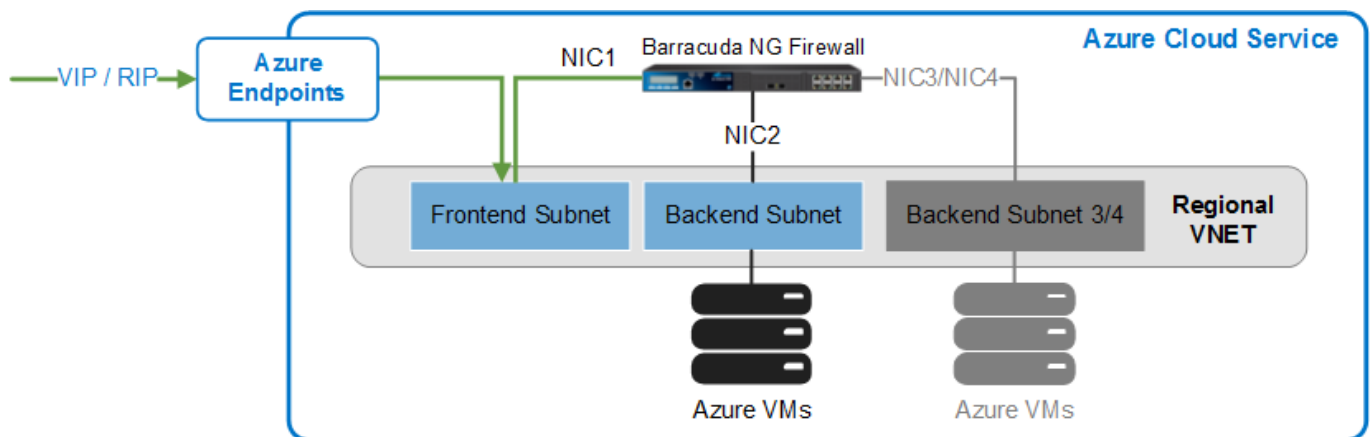 Azure Cloud Service
VIP / RIP
Azure
Endpoints
NIC1
Barracuda NG Firewall
NIC3/NIC4
NIC2
Frontend Subnet
Backend Subnet
Backend Subnet 3/4
Regional
VNET
Azure VMs
Azure VMs